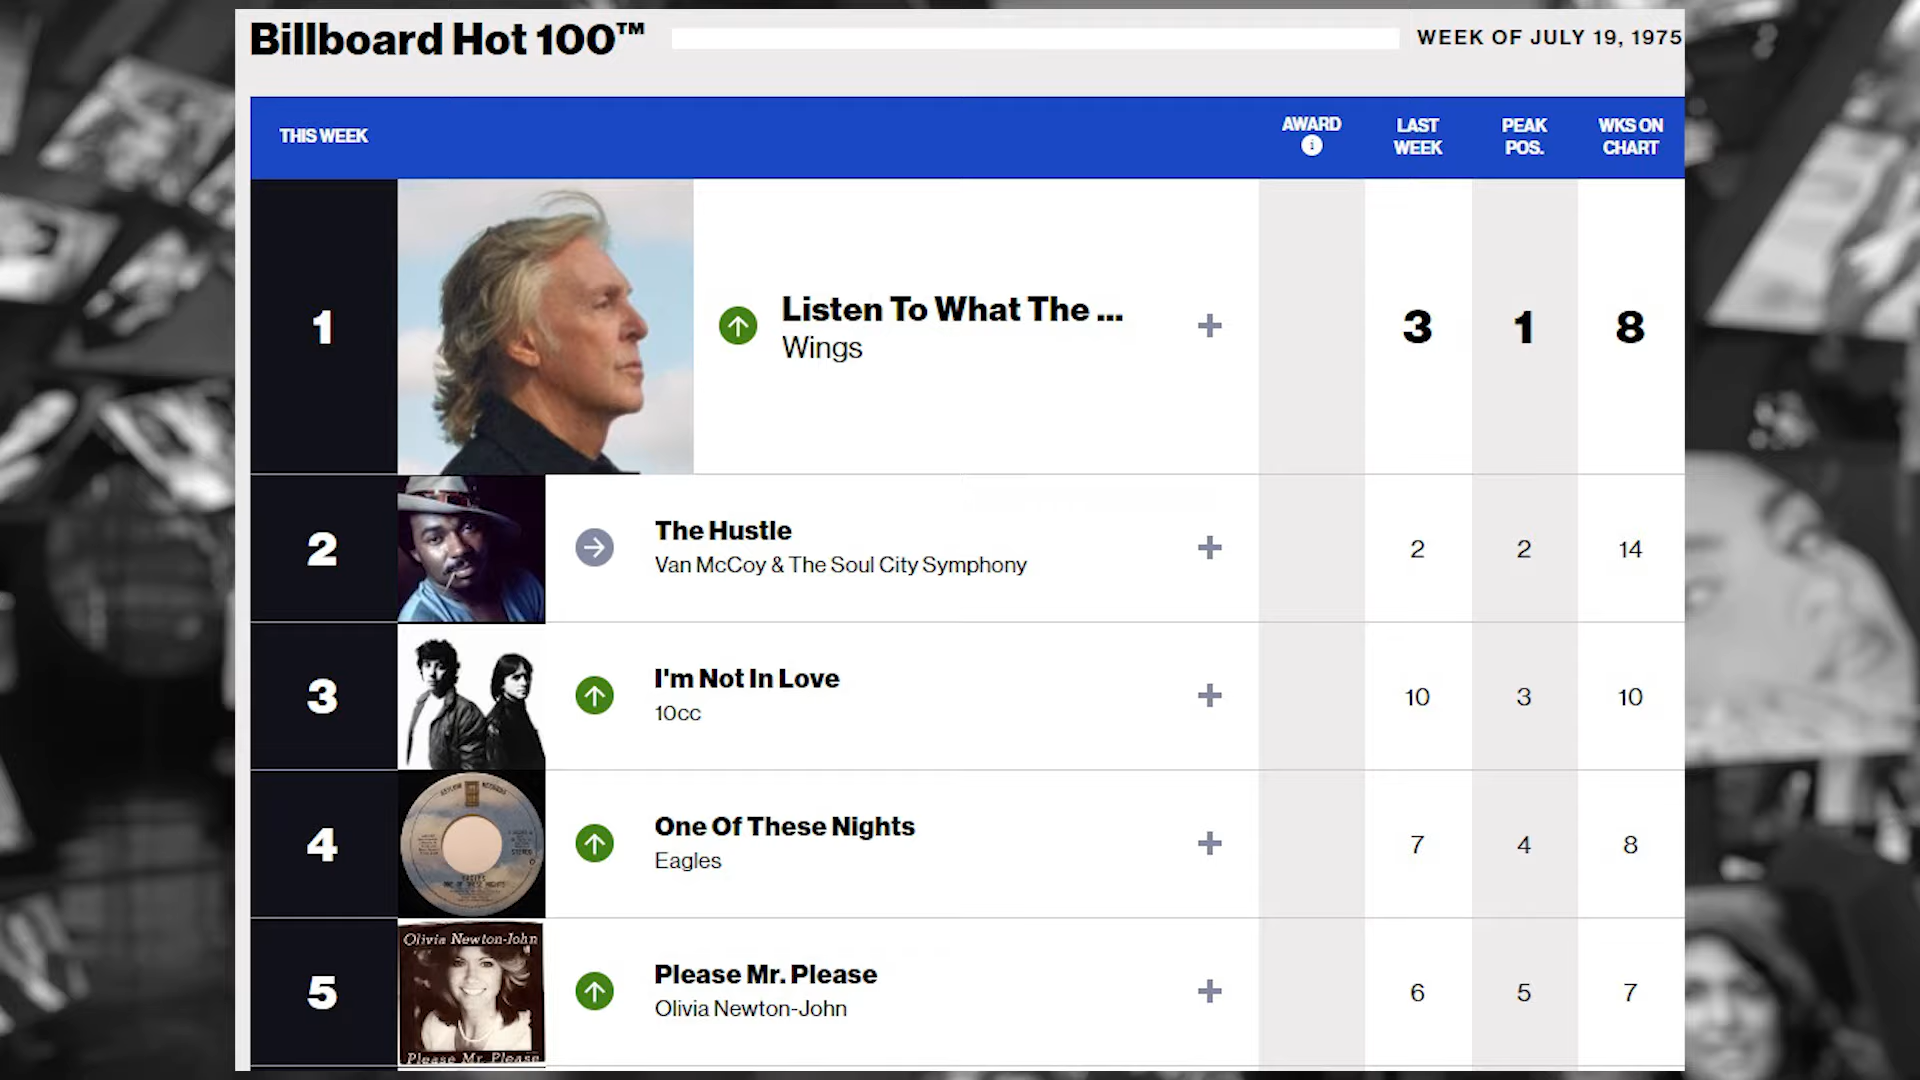 Billboard Hot 100™
WEEK OF JULY 19, 1975
THIS WEEK
AWARD
LAST WEEK
PEAK POS.
WKS ON CHART
1
Listen To What The ...
Wings
3
1
8
2
The Hustle
Van McCoy & The Soul City Symphony
2
2
14
3
I'm Not In Love
10cc
10
3
10
4
One Of These Nights
Eagles
7
4
8
5
Olivia Newton-John
Please Mr. Please
Please Mr. Please
Olivia Newton-John
6
5
7